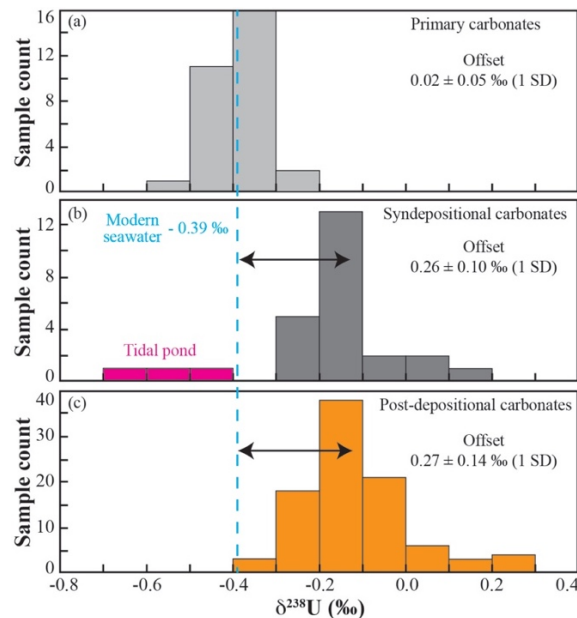 (a)
Primary carbonates
Offset
0.02 ± 0.05 ‰ (1 SD)
16
12
8
4
0
Sample count
(b)
Modern
seawater - 0.39 ‰
Syndepositional carbonates
Offset
0.26 ± 0.10 ‰ (1 SD)
Tidal pond
12
8
4
0
Sample count
(c)
Post-depositional carbonates
Offset
0.27 ± 0.14 ‰ (1 SD)
40
30
20
10
0
Sample count
-0.8 -0.6 -0.4 -0.2 0.0 0.2 0.4
δ²³⁸U (‰)